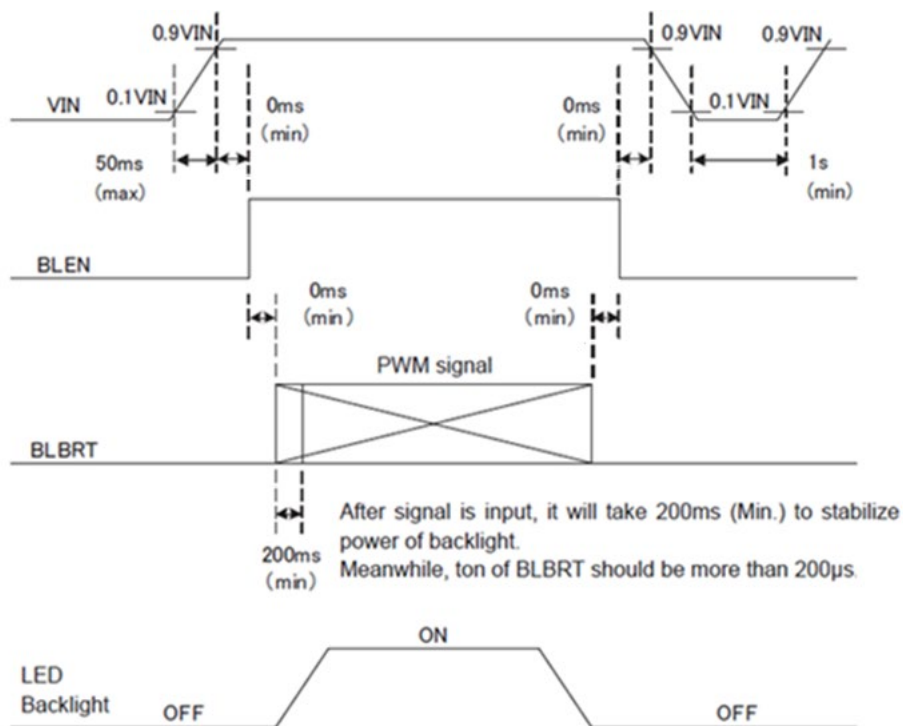 0.9VIN 0.9VIN 0.9VIN
VIN 0.1VIN 0ms 0ms 0.1VIN
(min) (min)
50ms 1s
(max) (min)
BLEN
0ms 0ms
(min) (min)
PWM signal
BLBRT
200ms
(min)
After signal is input, it will take 200ms (Min.) to stabilize
power of backlight.
Meanwhile, ton of BLBRT should be more than 200μs.
ON
LED
Backlight OFF OFF